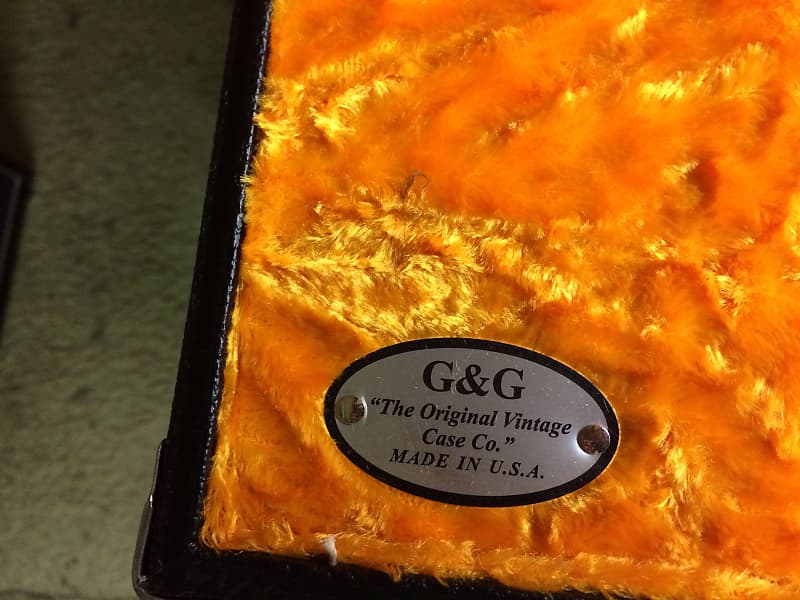 G&G
“The Original Vintage
Case Co.”
MADE IN U.S.A.